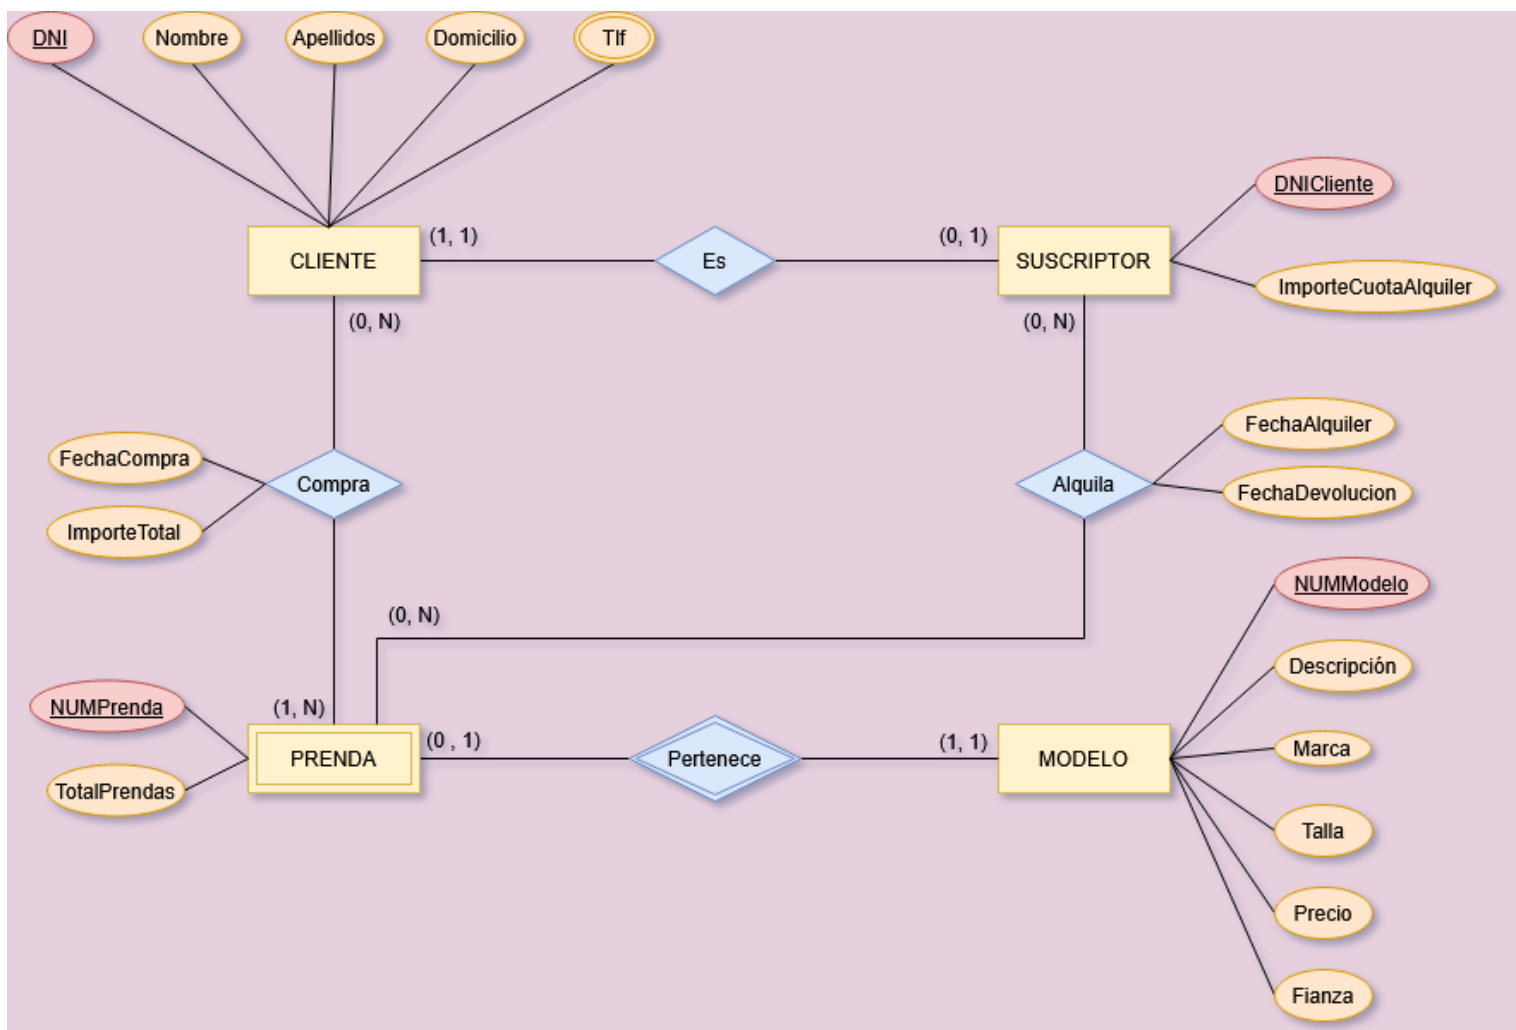 DNI
Nombre
Apellidos
Domicilio
Tlf
DNICliente
CLIENTE
(1, 1)
Es
(0, 1)
SUSCRIPTOR
ImporteCuotaAlquiler
(0, N)
(0, N)
FechaAlquiler
FechaCompra
Compra
Alquila
FechaDevolucion
ImporteTotal
NUMModelo
(0, N)
Descripción
NUMPrenda
(1, N)
(0 , 1)
(1, 1)
Marca
PRENDA
Pertenece
MODELO
TotalPrendas
Talla
Precio
Fianza